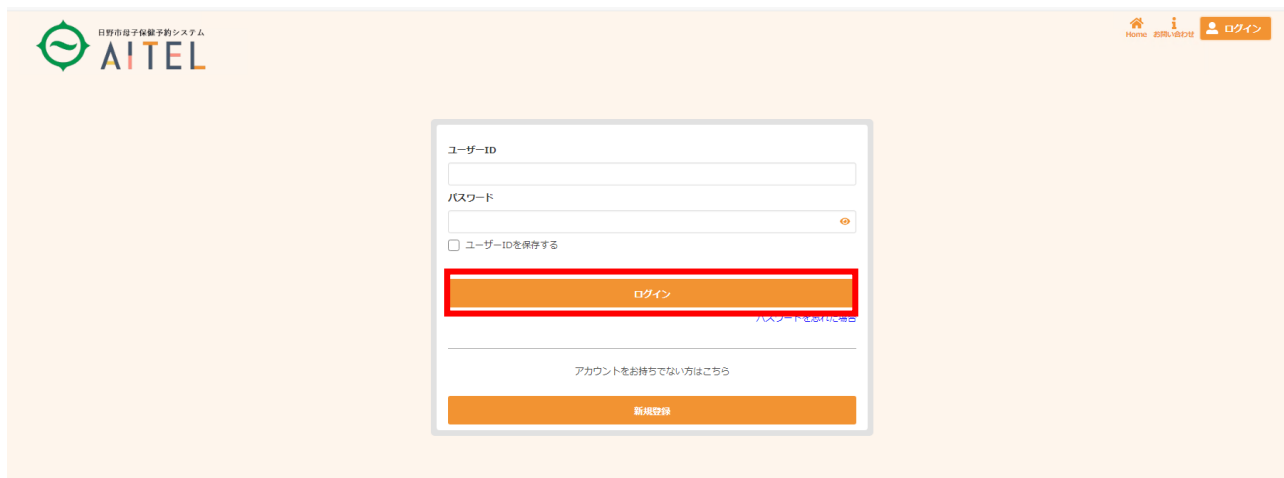 日野市母子保健予約システム
AITEL
Home お問い合わせ ログイン
ユーザーID
パスワード
ユーザーIDを保存する
ログイン
パスワードを忘れた場合
アカウントをお持ちでない方はこちら
新規登録